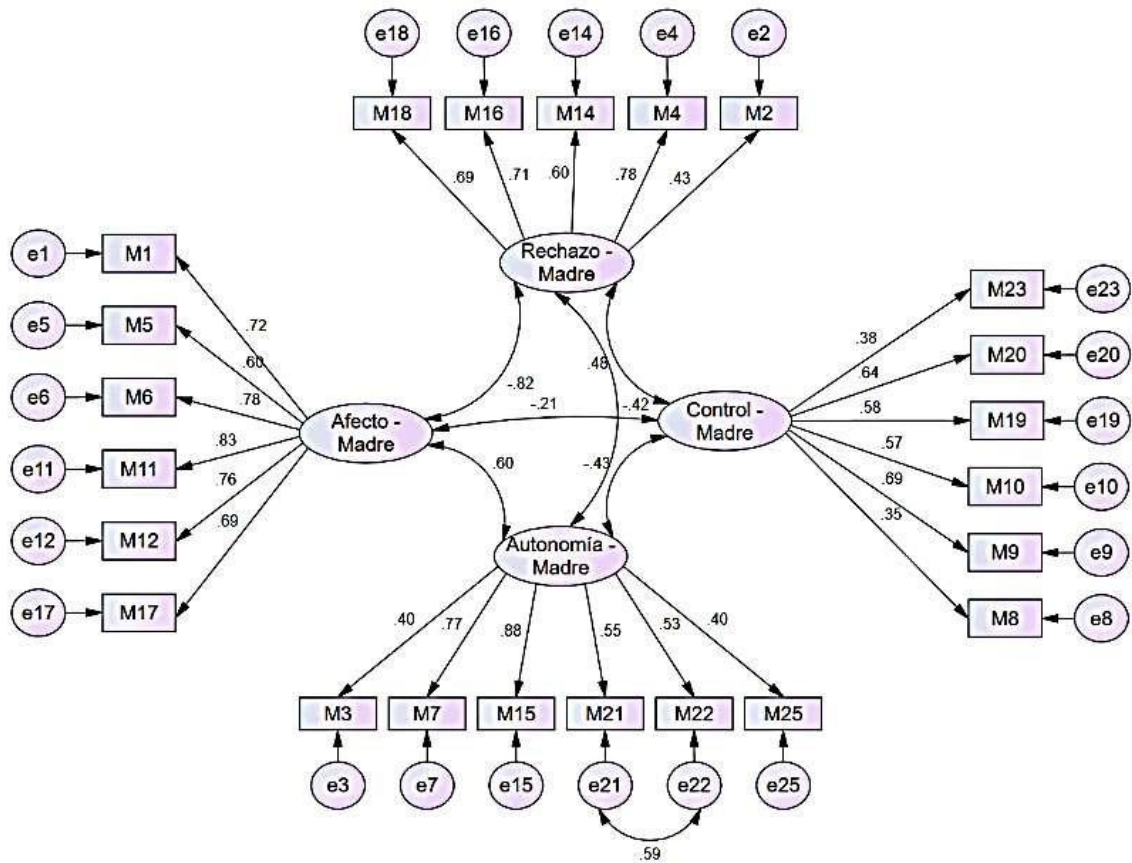 e18 e16 e14 e4 e2
M18 M16 M14 M4 M2
.69 .71 .60 .78 .43
Rechazo -
Madre
e1 M1
e5 M5
e6 M6
e11 M11
e12 M12
e17 M17
.72
.60
.78
.83
.76
.69
Afecto -
Madre
-.82
-.21
.48
-.42
.60
-.43
Control -
Madre
.38
.64
.58
.57
.69
.35
M23 e23
M20 e20
M19 e19
M10 e10
M9 e9
M8 e8
Autonomía -
Madre
.40 .77 .88 .55 .53 .40
M3 M7 M15 M21 M22 M25
e3 e7 e15 e21 e22 e25
.59